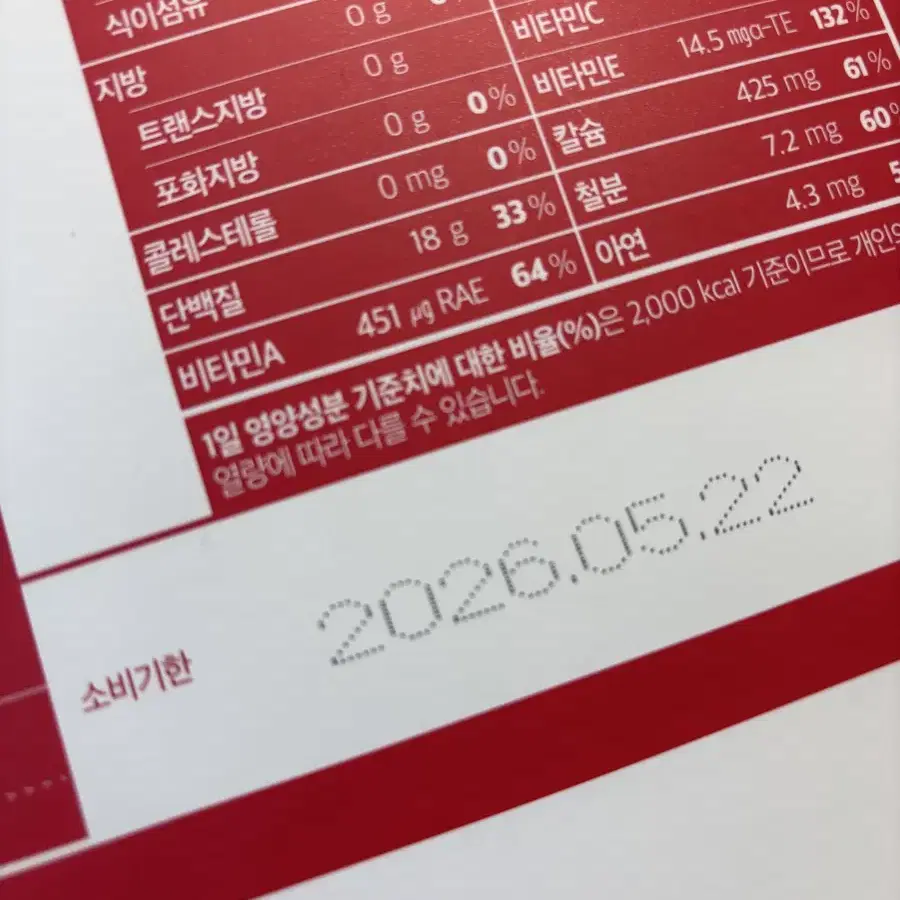 식이섬유
지방 0 g
트랜스지방 0 g
포화지방 0 g 0%
콜레스테롤 0 mg 0%
단백질 18 g 33%
비타민A 451 μg RAE 64%
비타민C
비타민E 14.5 mgα-TE 132%
칼슘 425 mg 61%
철분 7.2 mg 60%
아연 4.3 mg
1일 영양성분 기준치에 대한 비율(%)은 2,000 kcal 기준이므로 개인의
열량에 따라 다를 수 있습니다.
소비기한 2026.05.22